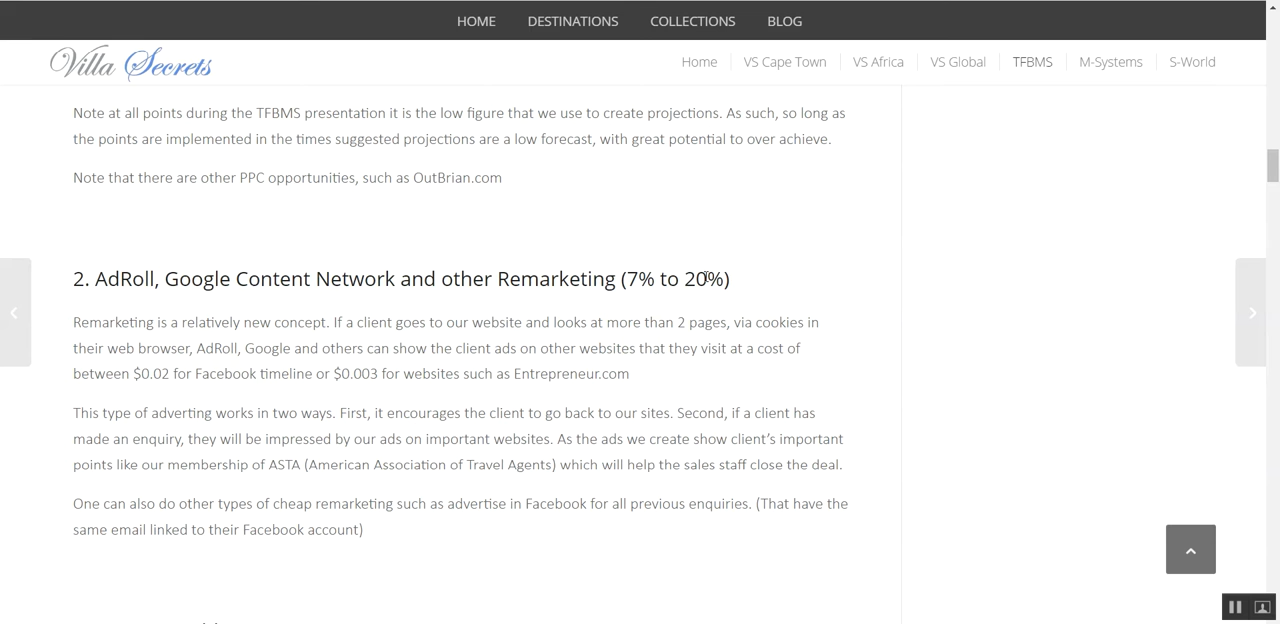 HOME DESTINATIONS COLLECTIONS BLOG
Villa Secrets
Home VS Cape Town VS Africa VS Global TFBMS M-Systems S-World
Note at all points during the TFBMS presentation it is the low figure that we use to create projections. As such, so long as
the points are implemented in the times suggested projections are a low forecast, with great potential to over achieve.
Note that there are other PPC opportunities, such as OutBrian.com
2. AdRoll, Google Content Network and other Remarketing (7% to 20%)
Remarketing is a relatively new concept. If a client goes to our website and looks at more than 2 pages, via cookies in
their web browser, AdRoll, Google and others can show the client ads on other websites that they visit at a cost of
between $0.02 for Facebook timeline or $0.003 for websites such as Entrepreneur.com
This type of adverting works in two ways. First, it encourages the client to go back to our sites. Second, if a client has
made an enquiry, they will be impressed by our ads on important websites. As the ads we create show client's important
points like our membership of ASTA (American Association of Travel Agents) which will help the sales staff close the deal.
One can also do other types of cheap remarketing such as advertise in Facebook for all previous enquiries. (That have the
same email linked to their Facebook account)